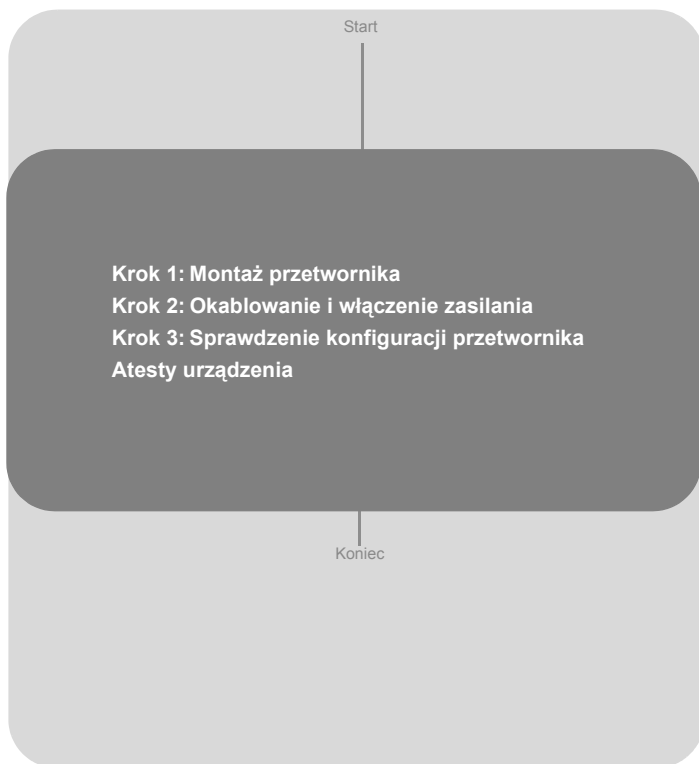 Start
Krok 1: Montaż przetwornika
Krok 2: Okablowanie i włączenie zasilania
Krok 3: Sprawdzenie konfiguracji przetwornika
Atesty urządzenia
Koniec